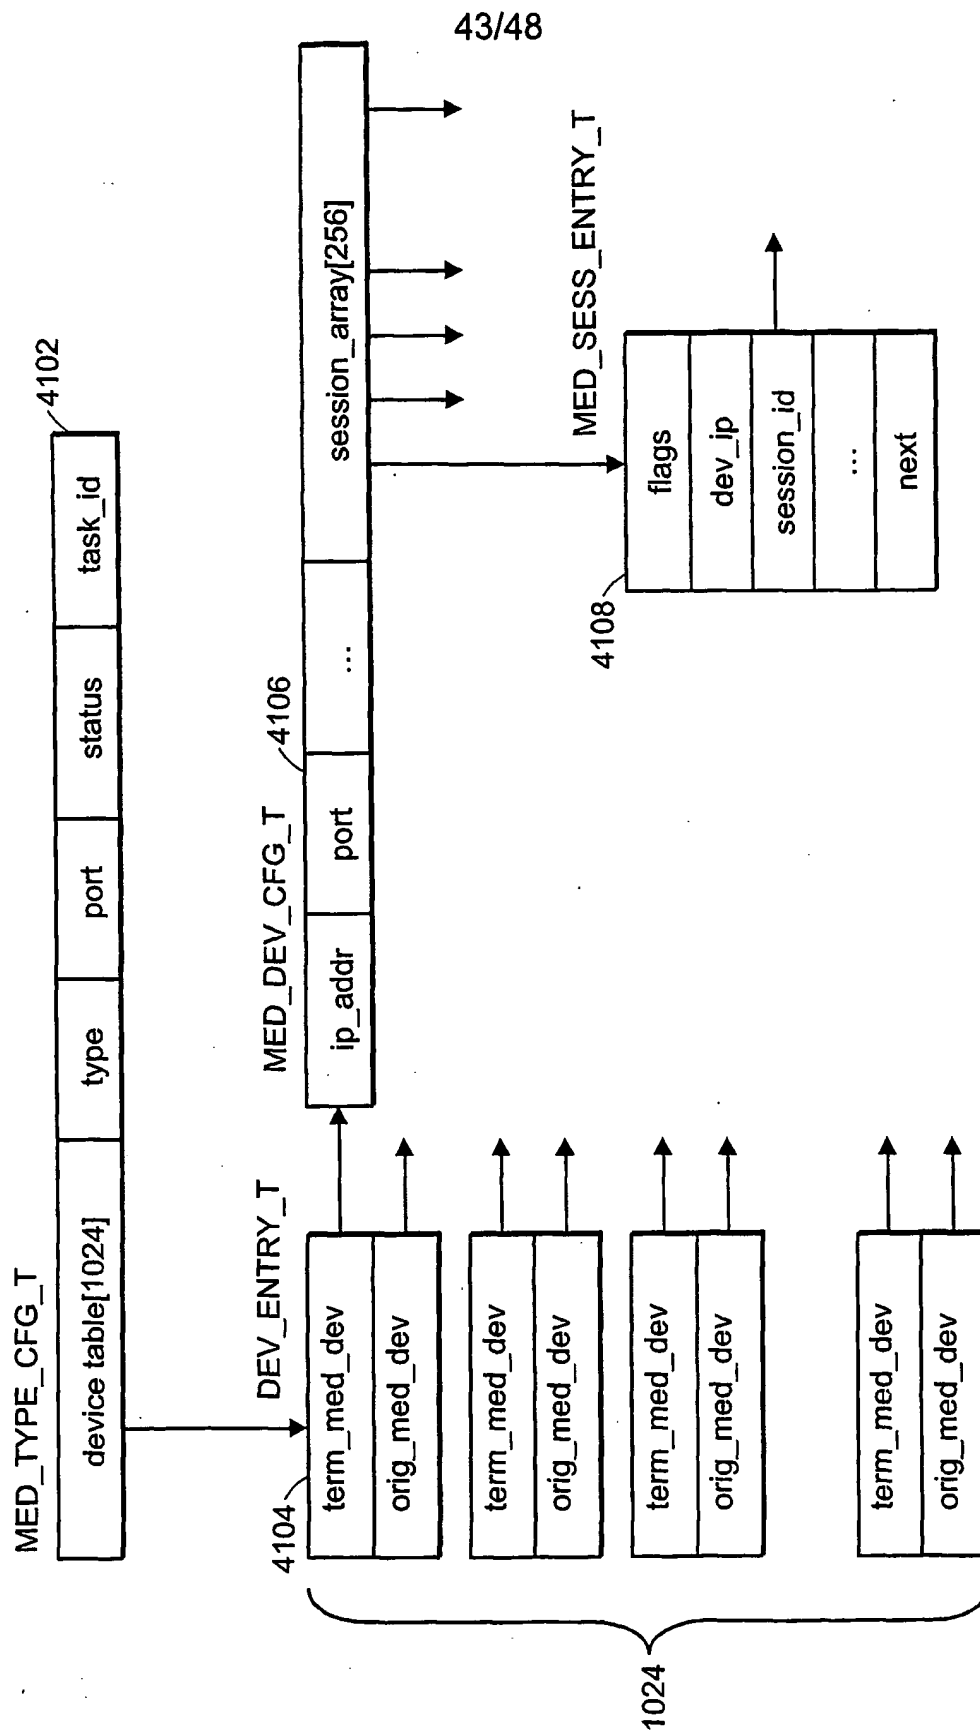 43/48
MED_TYPE_CFG_T
device table[1024]
type
port
status
task_id
4102
DEV_ENTRY_T
4104
term_med_dev
orig_med_dev
term_med_dev
orig_med_dev
term_med_dev
orig_med_dev
term_med_dev
orig_med_dev
1024
MED_DEV_CFG_T
4106
ip_addr
port
...
session_array[256]
MED_SESS_ENTRY_T
4108
flags
dev_ip
session_id
...
next